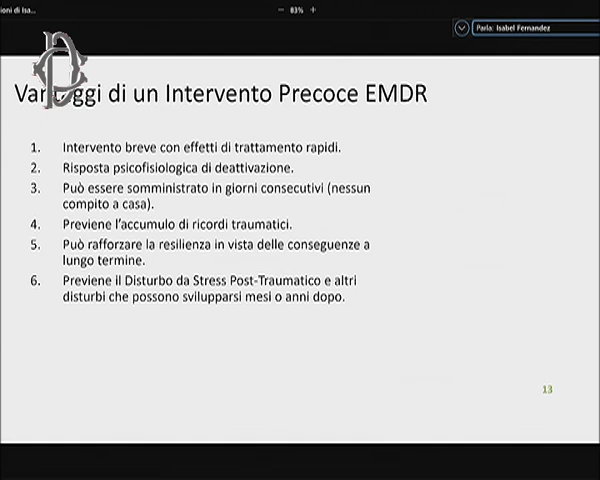 ioni di Isa...
83%
Parla: Isabel Fernandez
Vantaggi di un Intervento Precoce EMDR
1. Intervento breve con effetti di trattamento rapidi.
2. Risposta psicofisiologica di deattivazione.
3. Può essere somministrato in giorni consecutivi (nessun
compito a casa).
4. Previene l'accumulo di ricordi traumatici.
5. Può rafforzare la resilienza in vista delle conseguenze a
lungo termine.
6. Previene il Disturbo da Stress Post-Traumatico e altri
disturbi che possono svilupparsi mesi o anni dopo.
13